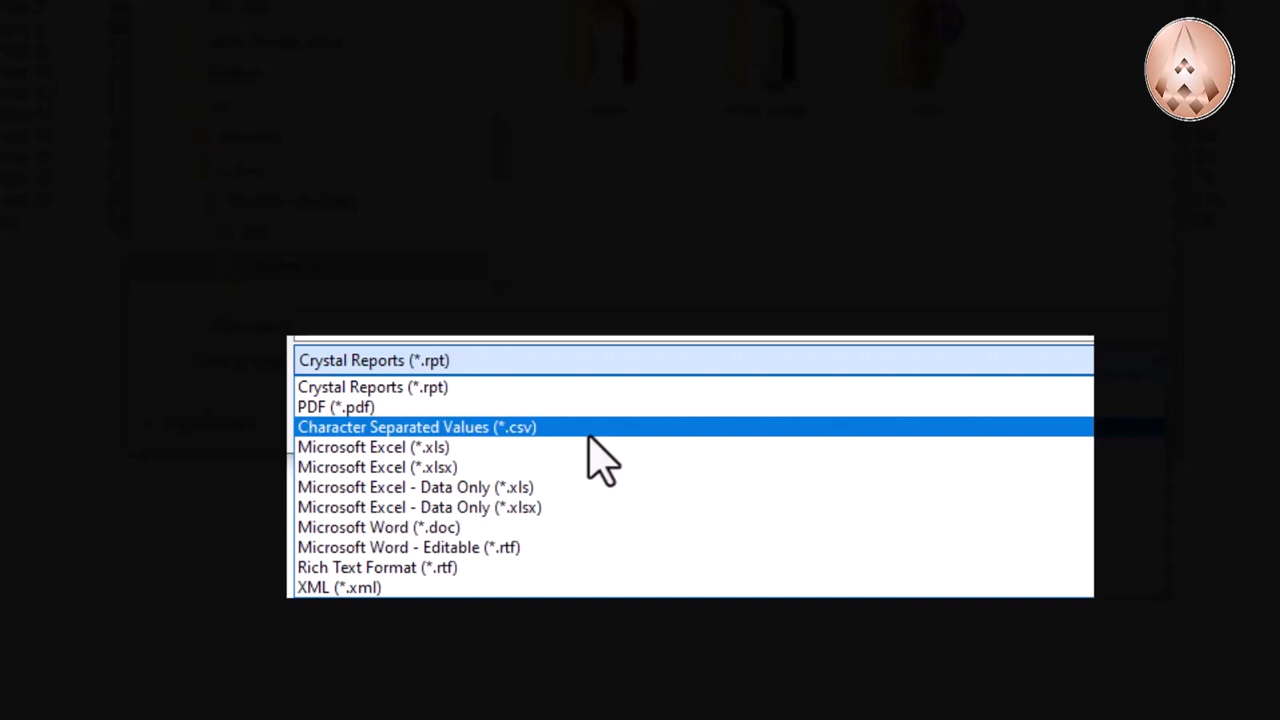 Crystal Reports (*.rpt)
Crystal Reports (*.rpt)
PDF (*.pdf)
Character Separated Values (*.csv)
Microsoft Excel (*.xls)
Microsoft Excel (*.xlsx)
Microsoft Excel - Data Only (*.xls)
Microsoft Excel - Data Only (*.xlsx)
Microsoft Word (*.doc)
Microsoft Word - Editable (*.rtf)
Rich Text Format (*.rtf)
XML (*.xml)